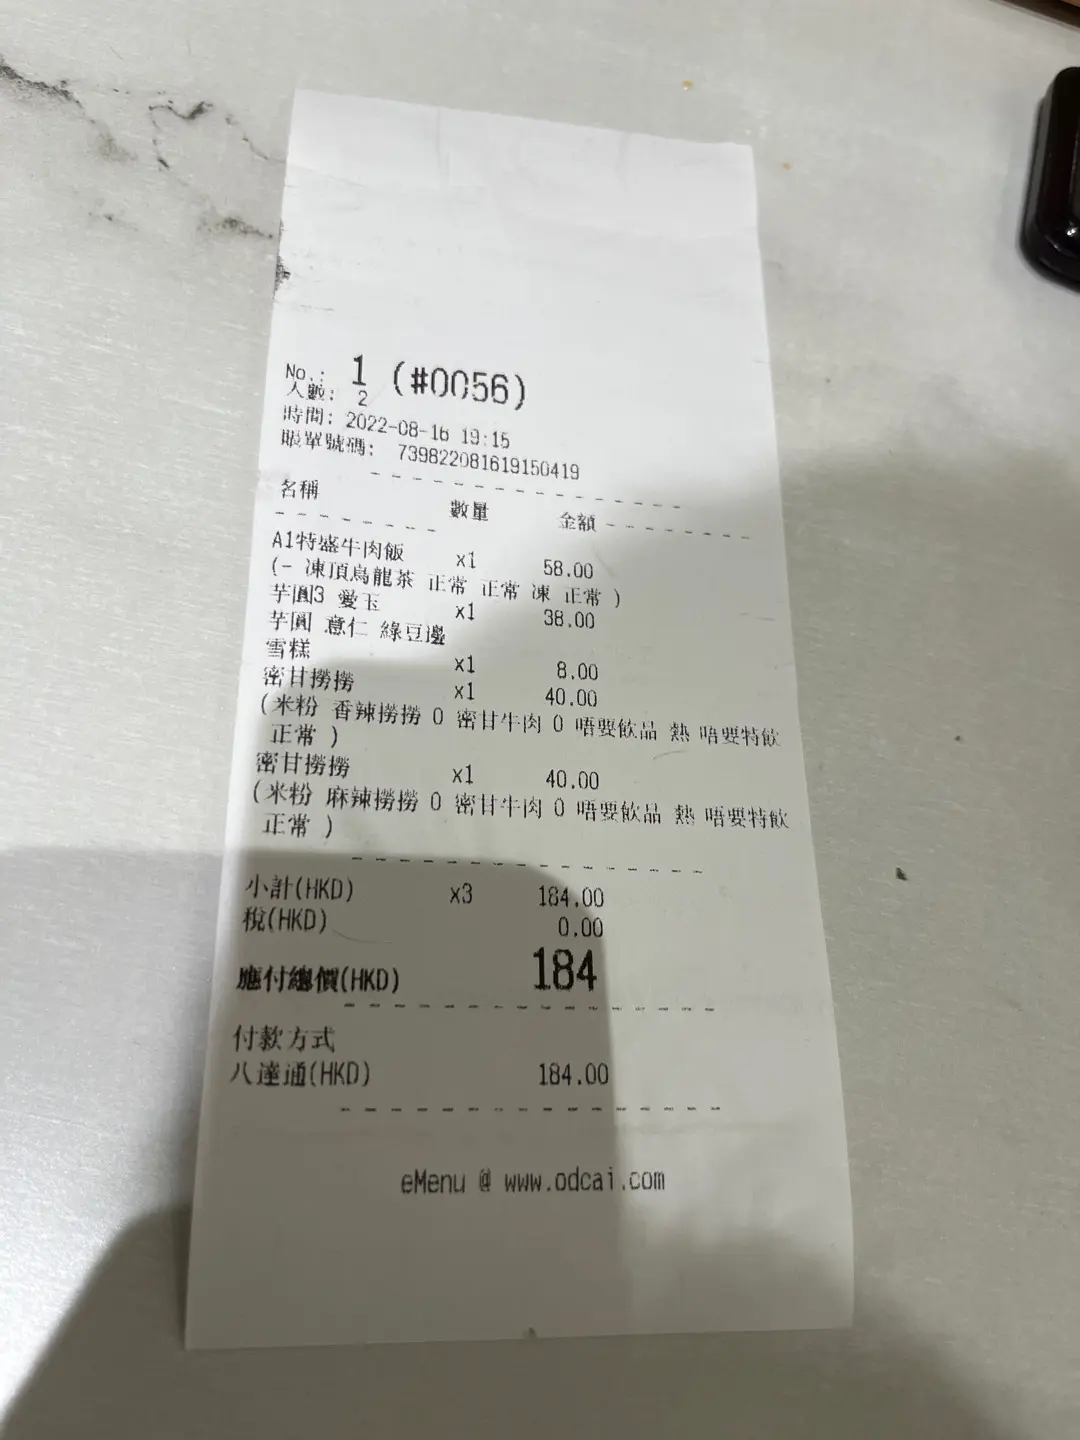 No.: 1 (#0056)
人數: 2
時間: 2022-08-16 19:15
賬單號碼: 739822081619150419
名稱 數量 金額
A1特盛牛肉飯 x1 58.00
(- 凍頂烏龍茶 正常 正常 凍 正常 )
芋圓3 愛玉 x1 38.00
芋圓 意仁 綠豆邊
雪糕 x1 8.00
密甘撈撈 x1 40.00
(米粉 香辣撈撈 0 密甘牛肉 0 唔要飲品 熱 唔要特飲
正常 )
密甘撈撈 x1 40.00
(米粉 麻辣撈撈 0 密甘牛肉 0 唔要飲品 熱 唔要特飲
正常 )
小計(HKD) x3 184.00
稅(HKD) 0.00
應付總價(HKD) 184
付款方式
八達通(HKD) 184.00
eMenu @ www.odcai.com